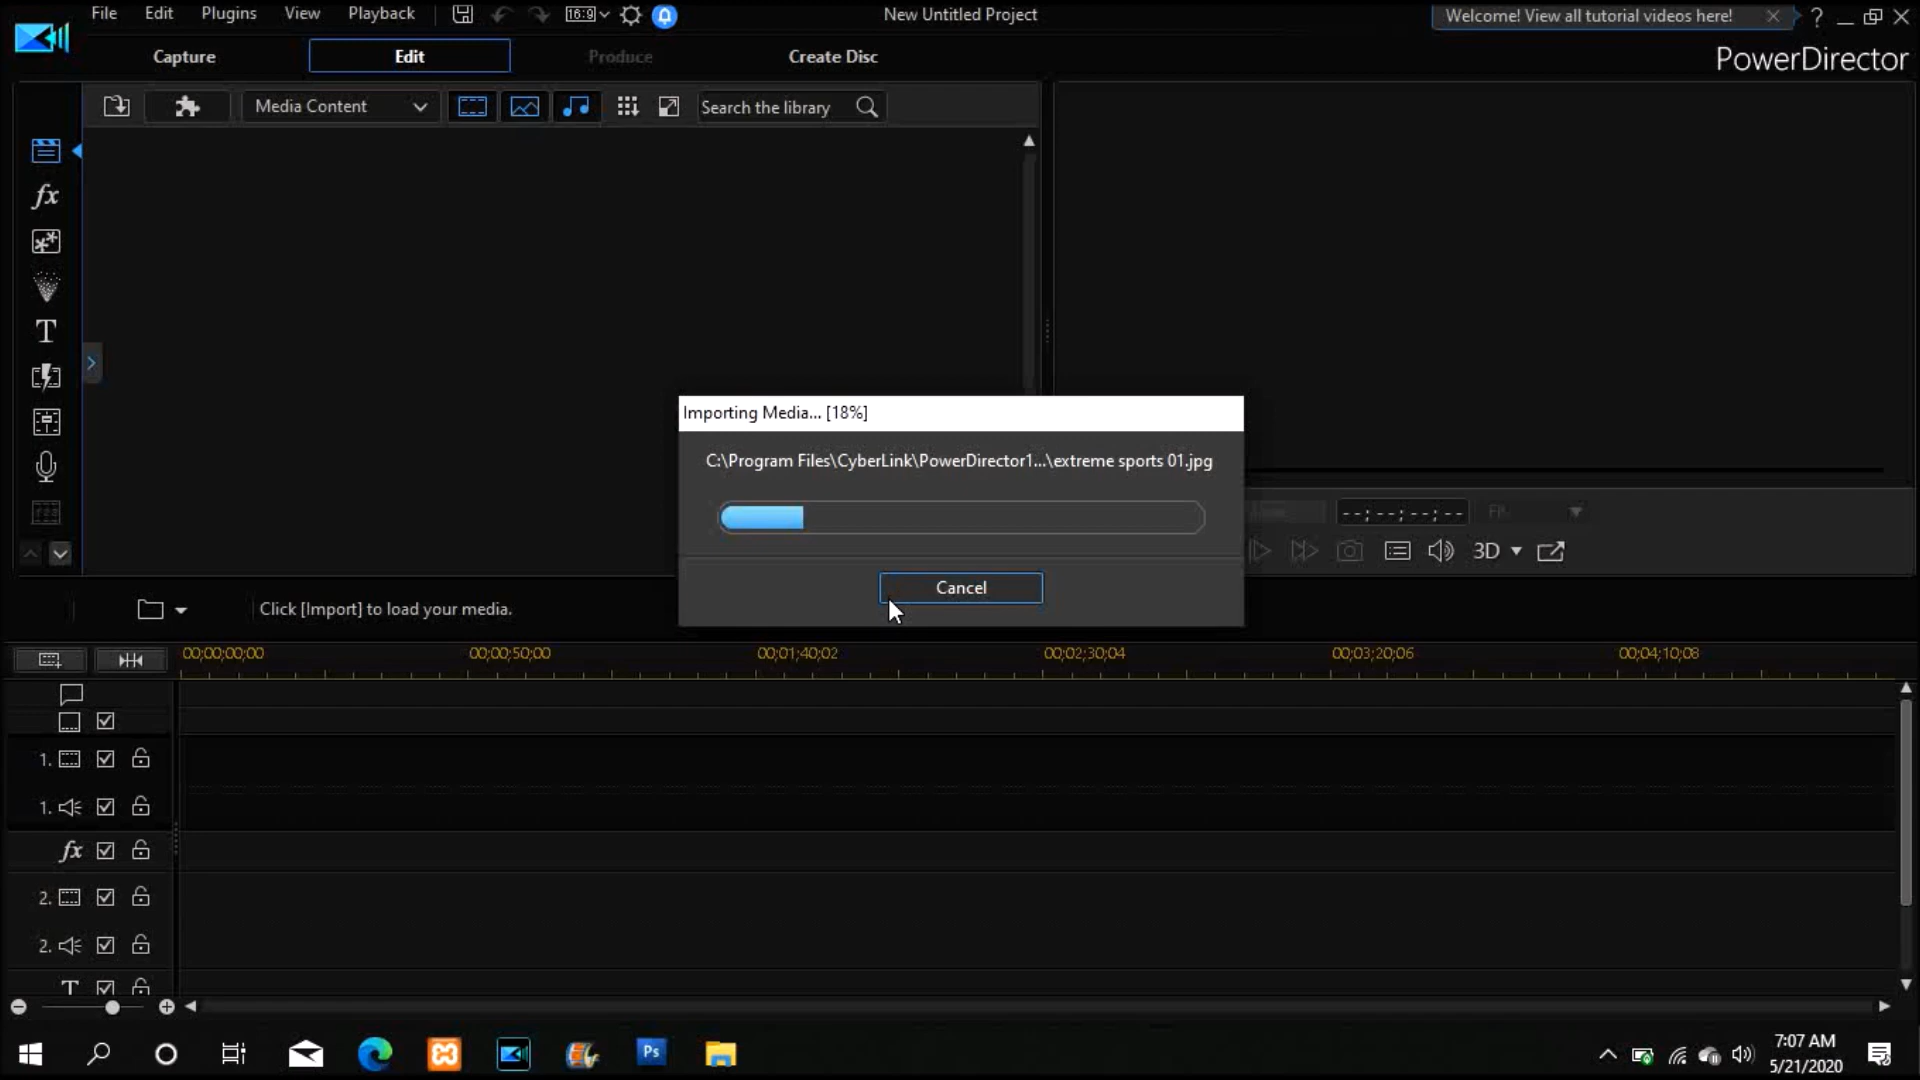 File Edit Plugins View Playback 16:9 New Untitled Project Welcome! View all tutorial videos here! ?
Capture Edit Produce Create Disc PowerDirector
Media Content Search the library
fx
T
Importing Media... [18%]
C:\Program Files\CyberLink\PowerDirector1...\extreme sports 01.jpg
--;--;--;-- Fit
3D
Cancel
Click [Import] to load your media.
00;00;00;00 00;00;50;00 00;01;40;02 00;02;30;04 00;03;20;06 00;04;10;08
1.
1.
fx
2.
2.
T
Ps
7:07 AM
5/21/2020